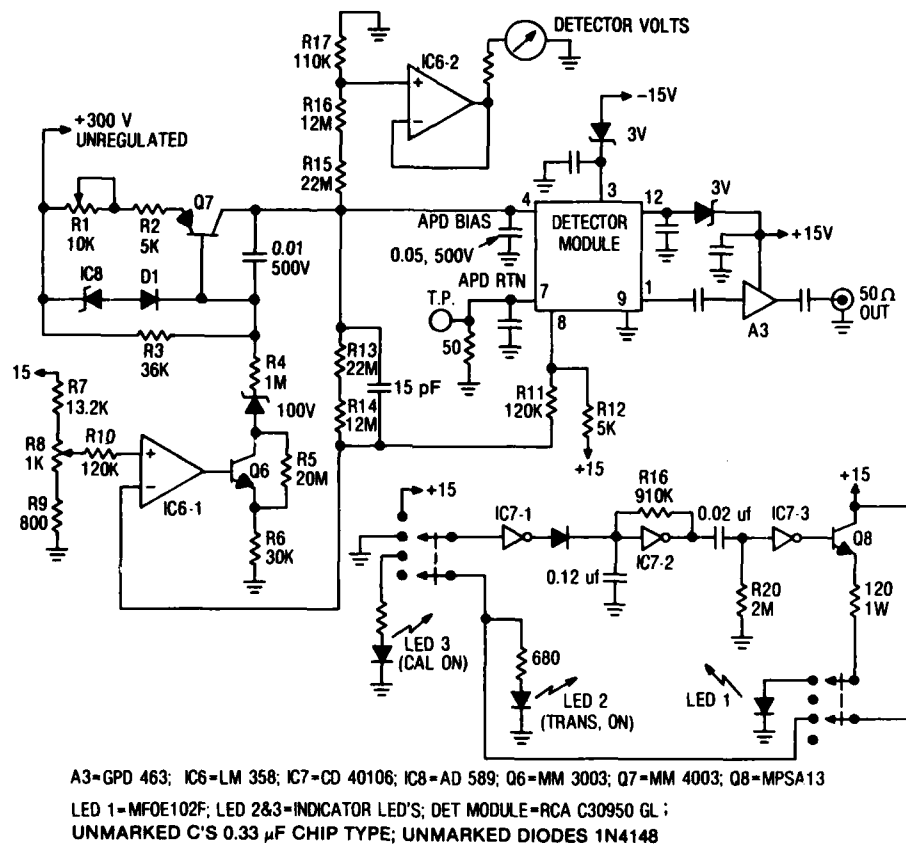 R17
110K
IC6-2
DETECTOR VOLTS
+
−
R16
12M
−15V
3V
+300 V
UNREGULATED
R15
22M
Q7
R1
10K
R2
5K
4
3
12
3V
APD BIAS
DETECTOR
MODULE
+15V
0.01
500V
0.05, 500V
IC8
D1
APD RTN
T.P.
7
9
1
50 Ω
OUT
8
A3
R3
36K
50
R13
22M
15
R4
1M
15 pF
R7
13.2K
100V
R14
12M
R11
120K
R12
5K
R8
1K
R10
120K
+
−
Q6
R5
20M
+15
IC6-1
R9
800
R16
910K
+15
R6
30K
+15
IC7-1
0.02 uf
IC7-3
Q8
IC7-2
0.12 uf
R20
2M
120
1W
LED 3
(CAL ON)
680
LED 2
(TRANS, ON)
LED 1
A3=GPD 463; IC6=LM 358; IC7=CD 40106; IC8=AD 589; Q6=MM 3003; Q7=MM 4003; Q8=MPSA13
LED 1=MFOE102F; LED 2&3=INDICATOR LED'S; DET MODULE=RCA C30950 GL ;
UNMARKED C'S 0.33 µF CHIP TYPE; UNMARKED DIODES 1N4148